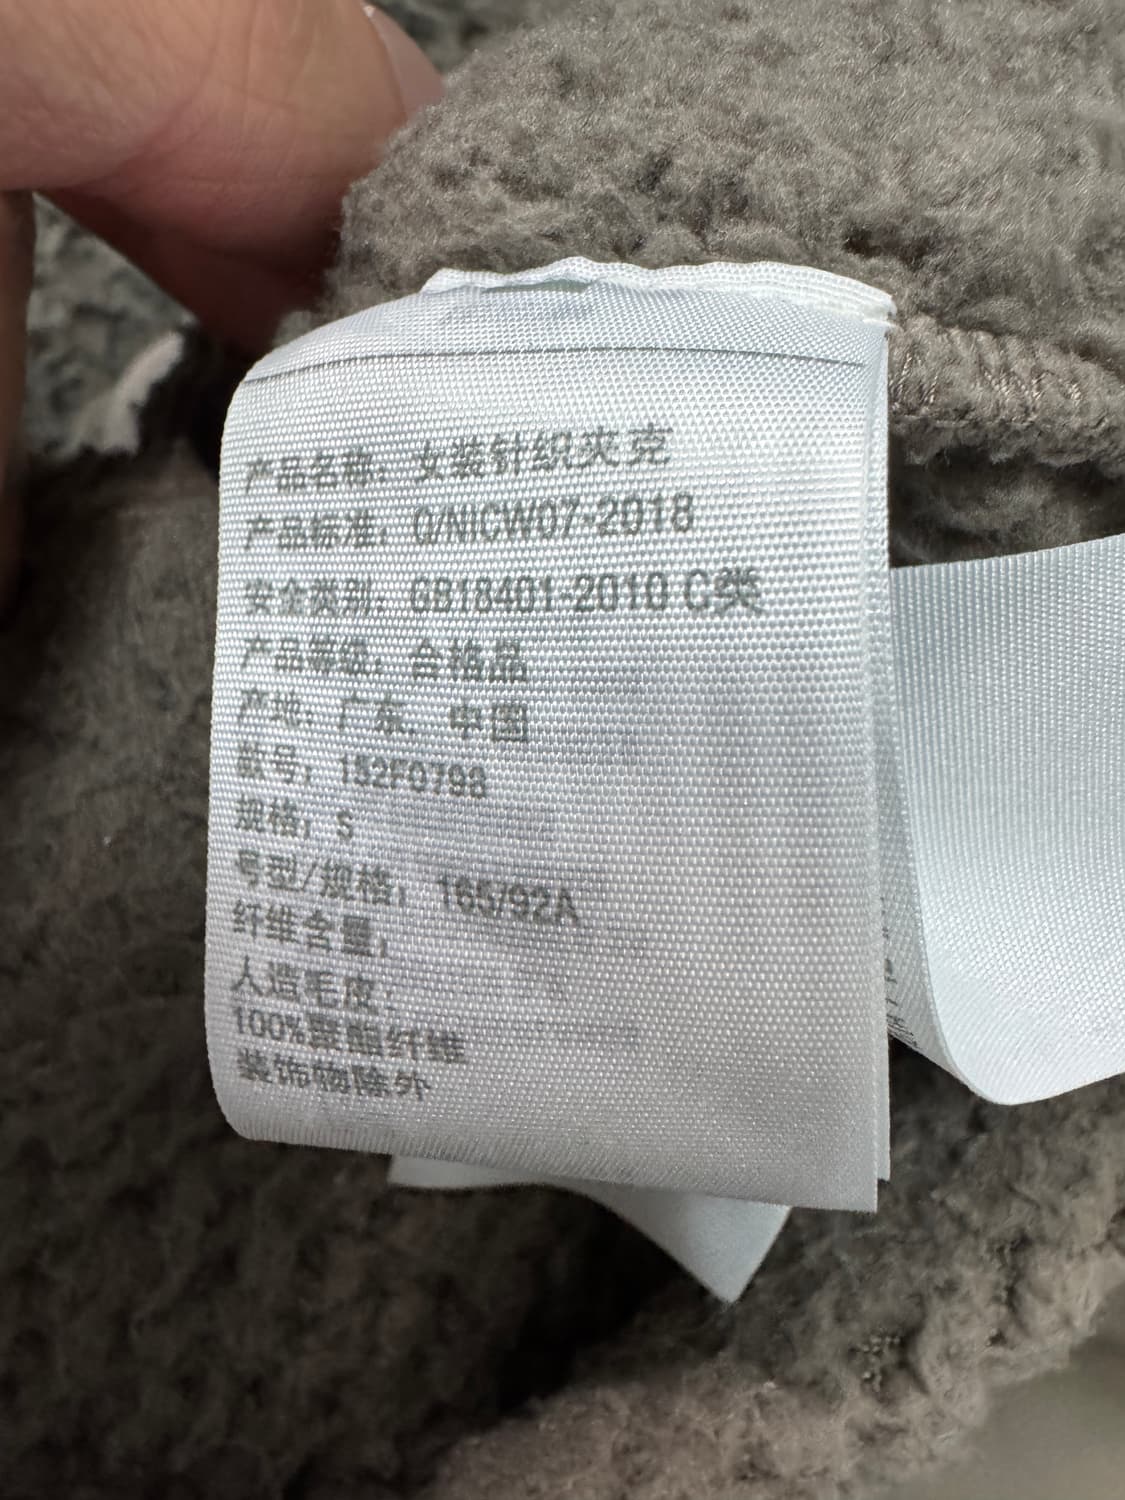 产品名称: 女装针织夹克
产品标准: Q/NICW07-2018
安全类别: GB18401-2010 C类
产品等级: 合格品
产地: 广东, 中国
款号: 152F0798
规格: S
号型/规格: 165/92A
纤维含量:
人造毛皮:
100%聚酯纤维
装饰物除外